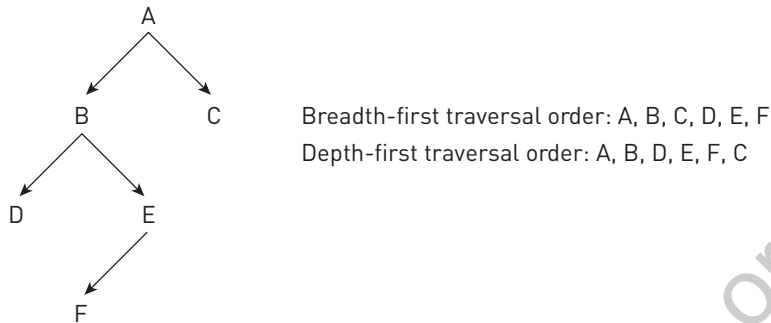 A
B C
Breadth-first traversal order: A, B, C, D, E, F
Depth-first traversal order: A, B, D, E, F, C
D E
F